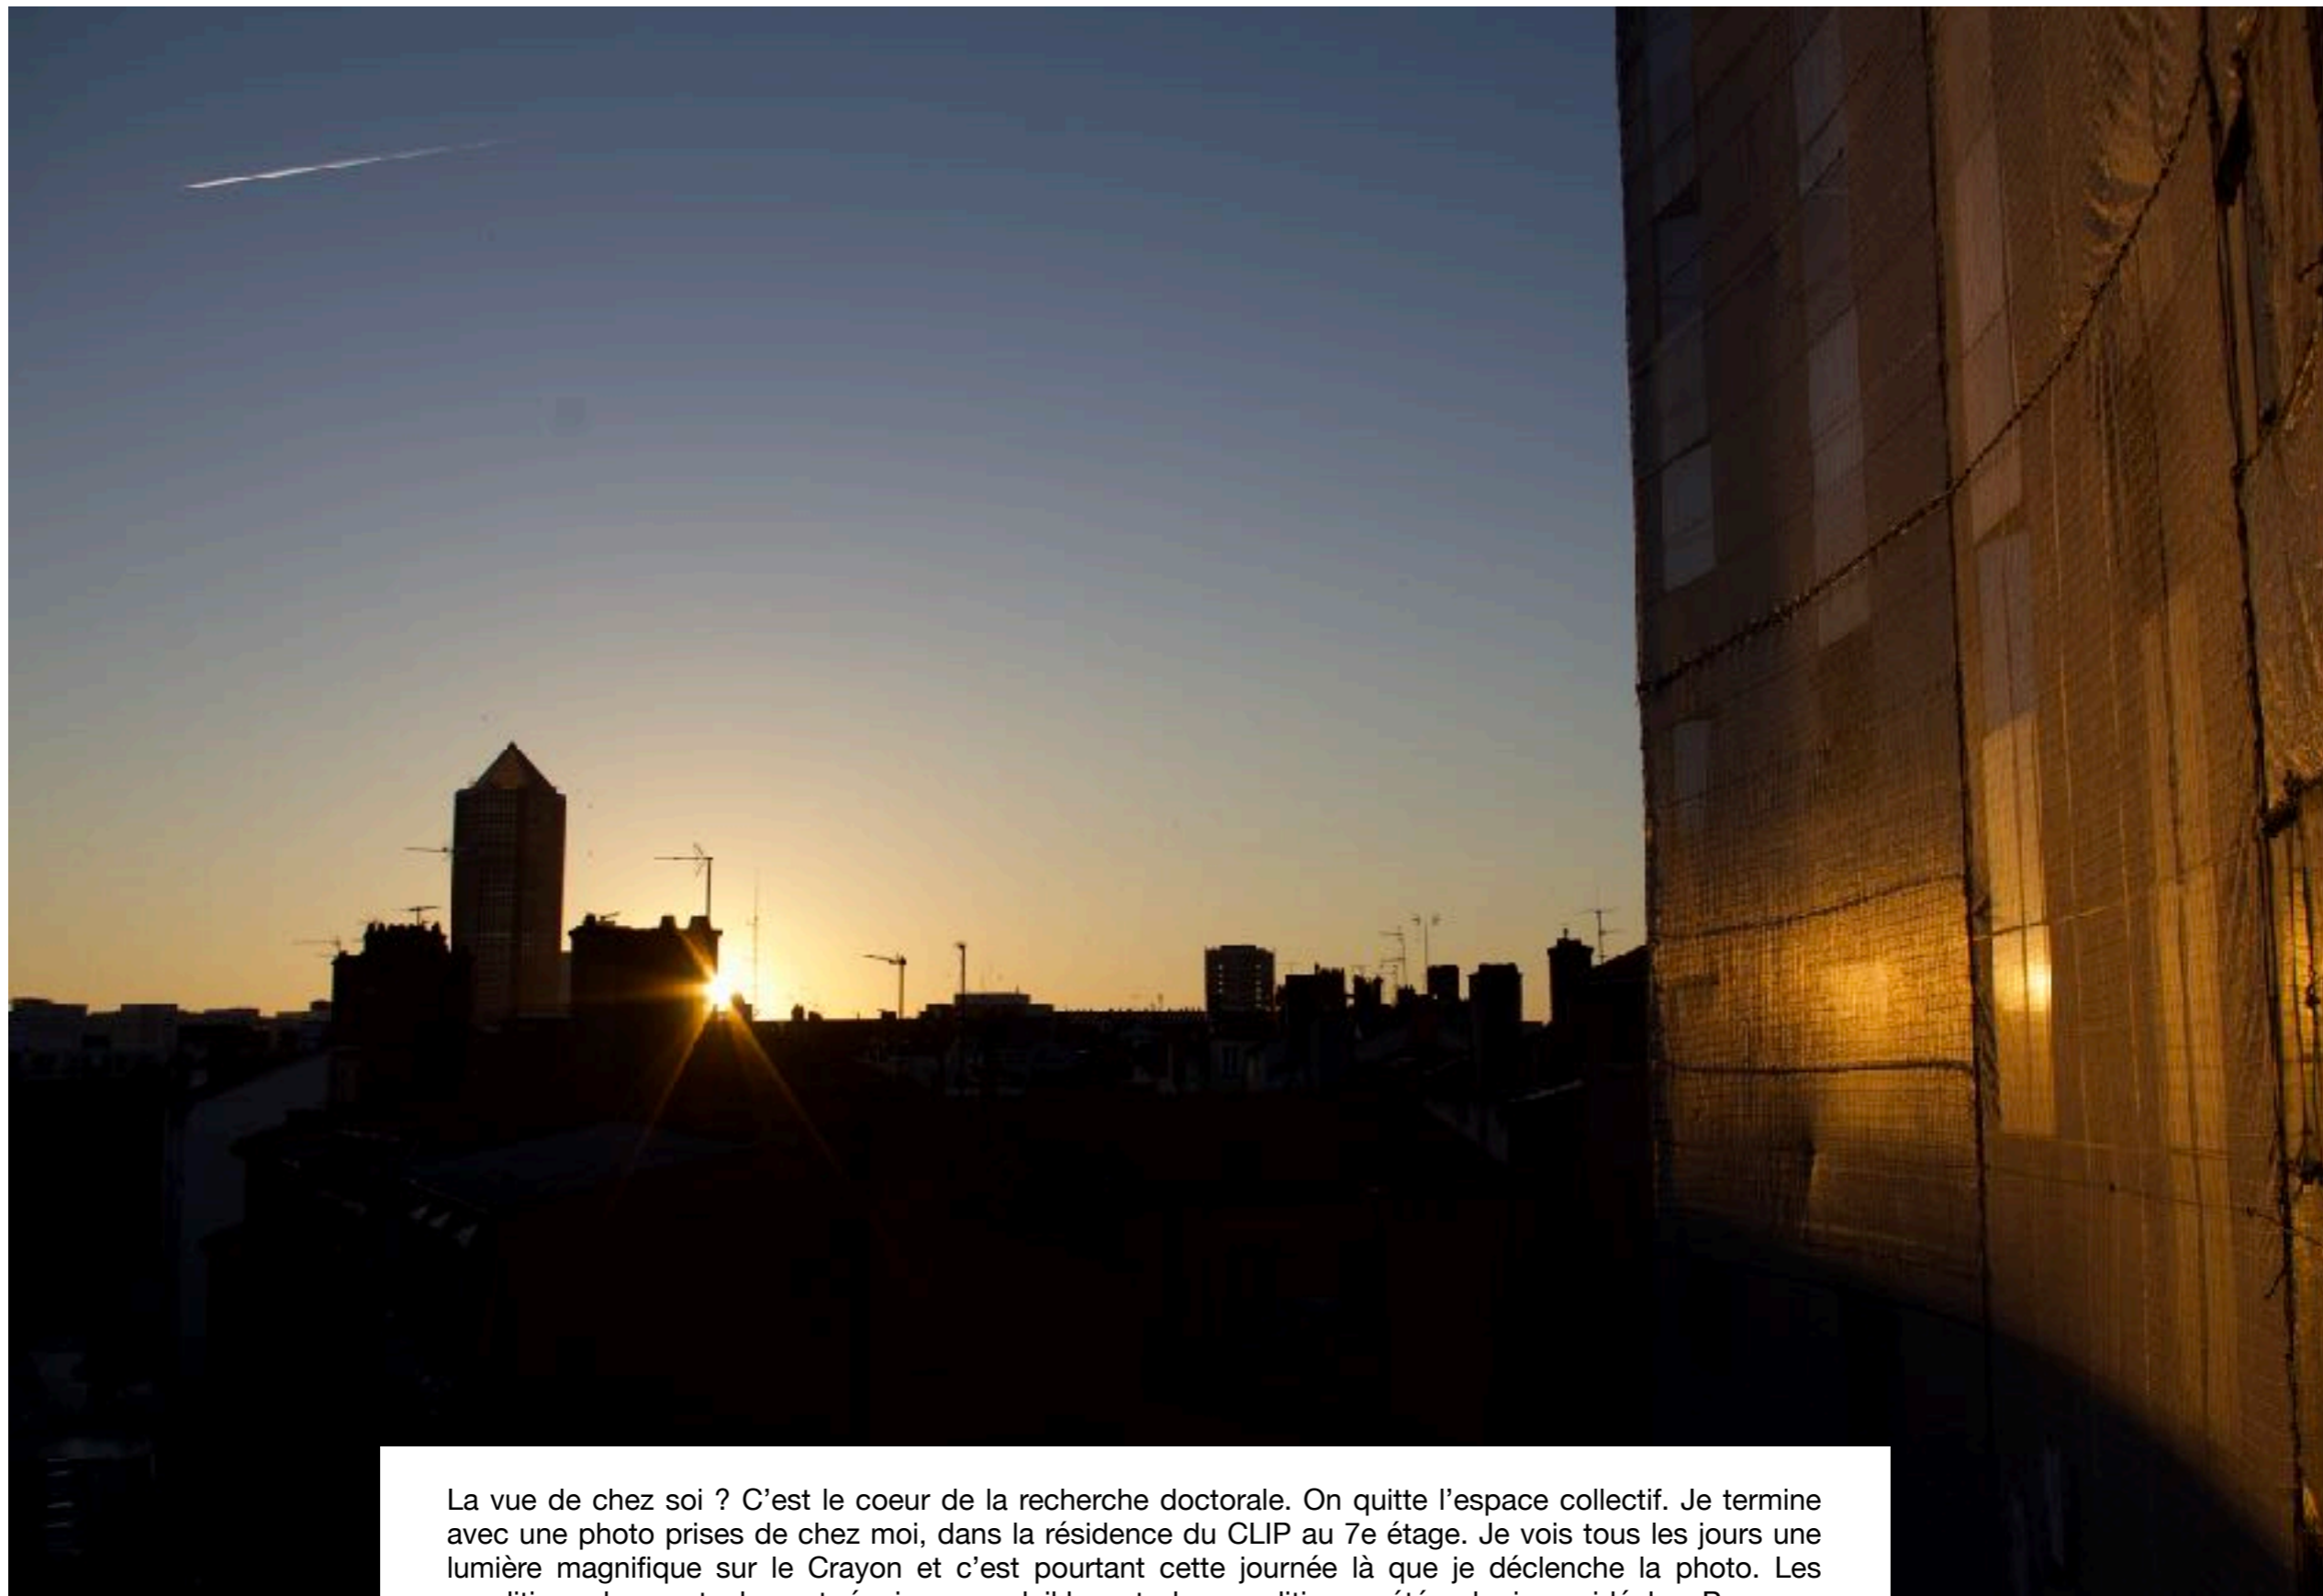 La vue de chez soi ? C’est le coeur de la recherche doctorale. On quitte l’espace collectif. Je termine
avec une photo prises de chez moi, dans la résidence du CLIP au 7e étage. Je vois tous les jours une
lumière magnifique sur le Crayon et c’est pourtant cette journée là que je déclenche la photo. Les